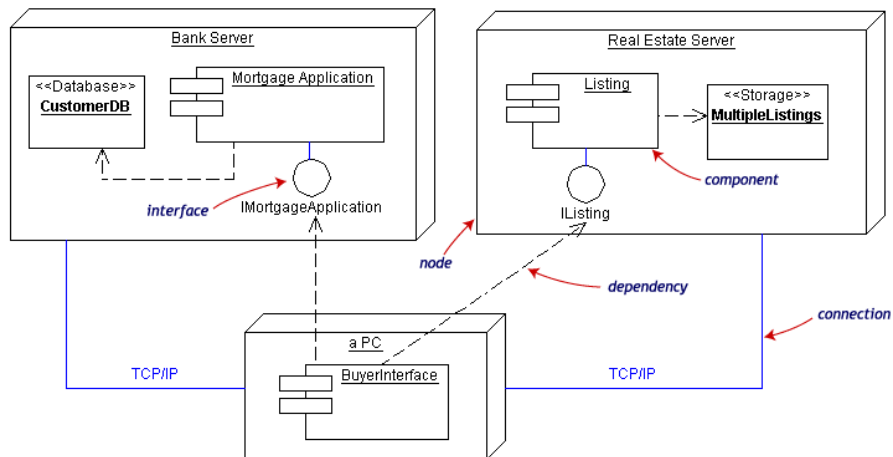 Bank Server
<<Database>>
CustomerDB
Mortgage Application
interface
IMortgageApplication
Real Estate Server
Listing
<<Storage>>
MultipleListings
component
IListing
node
dependency
connection
a PC
BuyerInterface
TCP/IP
TCP/IP